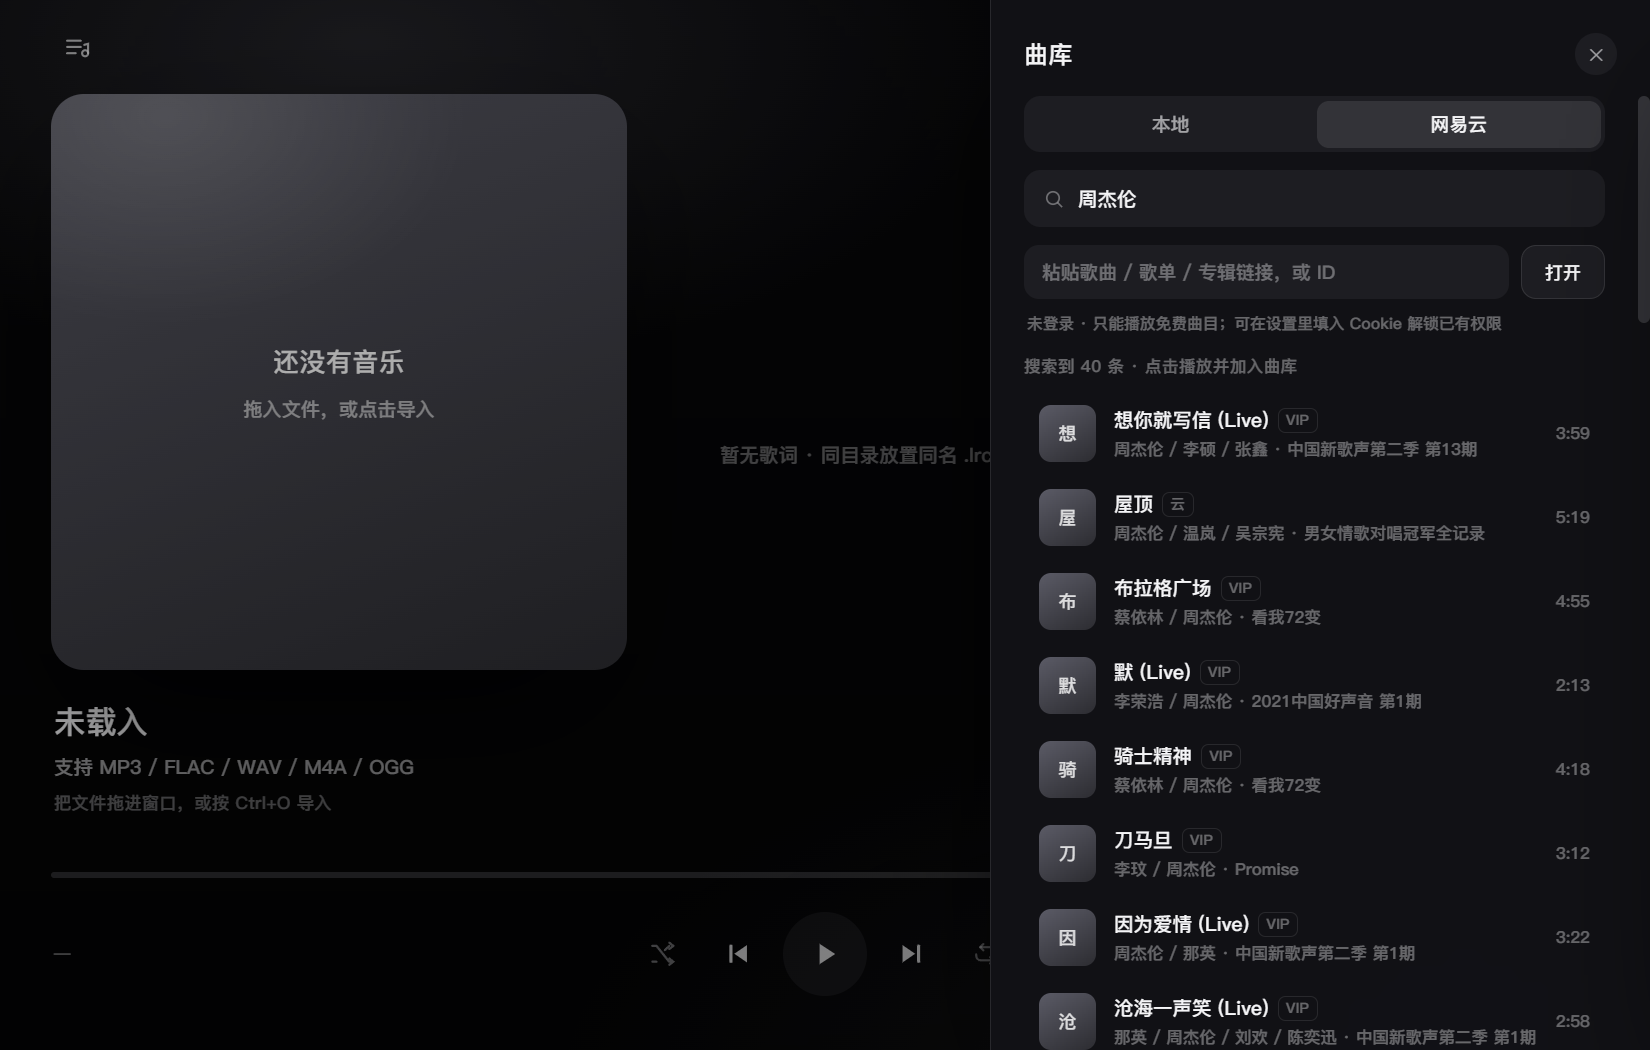 还没有音乐
拖入文件，或点击导入
未载入
支持 MP3 / FLAC / WAV / M4A / OGG
把文件拖进窗口，或按 Ctrl+O 导入
暂无歌词 · 同目录放置同名 .lrc
曲库
本地
网易云
周杰伦
粘贴歌曲 / 歌单 / 专辑链接，或 ID
打开
未登录 · 只能播放免费曲目；可在设置里填入 Cookie 解锁已有权限
搜索到 40 条 · 点击播放并加入曲库
想
想你就写信 (Live) VIP
周杰伦 / 李硕 / 张鑫 · 中国新歌声第二季 第13期
3:59
屋
屋顶 云
周杰伦 / 温岚 / 吴宗宪 · 男女情歌对唱冠军全记录
5:19
布
布拉格广场 VIP
蔡依林 / 周杰伦 · 看我72变
4:55
默
默 (Live) VIP
李荣浩 / 周杰伦 · 2021中国好声音 第1期
2:13
骑
骑士精神 VIP
蔡依林 / 周杰伦 · 看我72变
4:18
刀
刀马旦 VIP
李玟 / 周杰伦 · Promise
3:12
因
因为爱情 (Live) VIP
周杰伦 / 那英 · 中国新歌声第二季 第1期
3:22
沧
沧海一声笑 (Live) VIP
那英 / 周杰伦 / 刘欢 / 陈奕迅 · 中国新歌声第二季 第1期
2:58